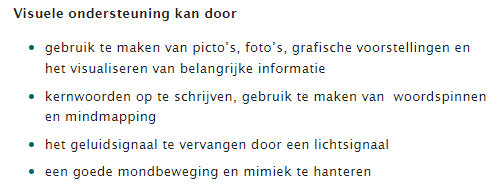 Visuele ondersteuning kan door
• gebruik te maken van picto's, foto's, grafische voorstellingen en
het visualiseren van belangrijke informatie
• kernwoorden op te schrijven, gebruik te maken van  woordspinnen
en mindmapping
• het geluidsignaal te vervangen door een lichtsignaal
• een goede mondbeweging en mimiek te hanteren